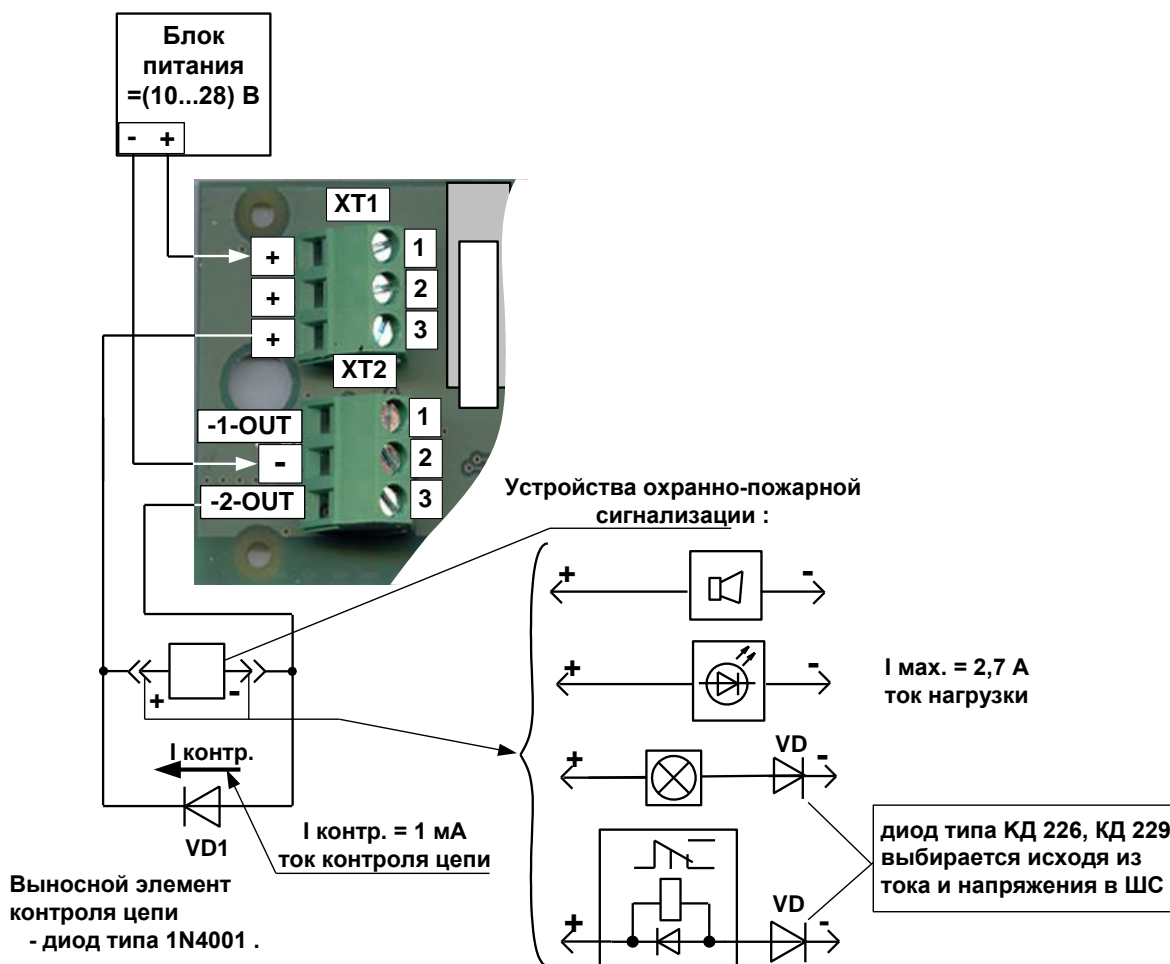 Блок
питания
=(10...28) В
- +
XT1
+
1
+
2
+
3
XT2
-1-OUT
1
-
2
-2-OUT
3
Устройства охранно-пожарной
сигнализации :
+ -
+ -
I мах. = 2,7 А
ток нагрузки
+ -
I контр.
VD1
I контр. = 1 мА
ток контроля цепи
Выносной элемент
контроля цепи
- диод типа 1N4001 .
+ VD -
+ VD -
диод типа КД 226, КД 229
выбирается исходя из
тока и напряжения в ШС